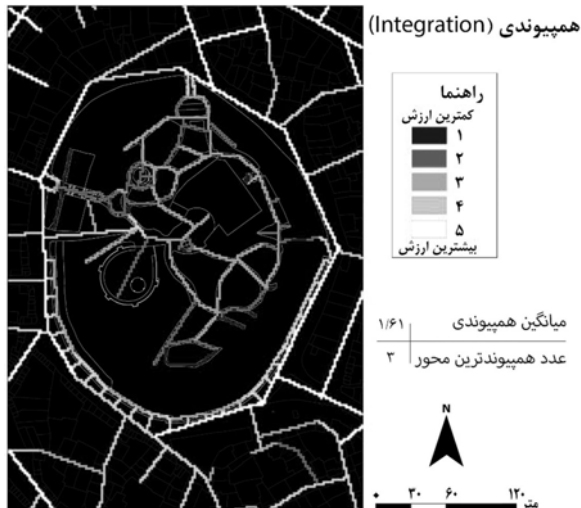 همپیوندی (Integration)
راهنما
کمترین ارزش
۱
۲
۳
۴
۵
بیشترین ارزش
میانگین همپیوندی ۱/۶۱
عدد همپیوندترین محور ۳
N
۰ ۳۰ ۶۰ ۱۲۰
متر